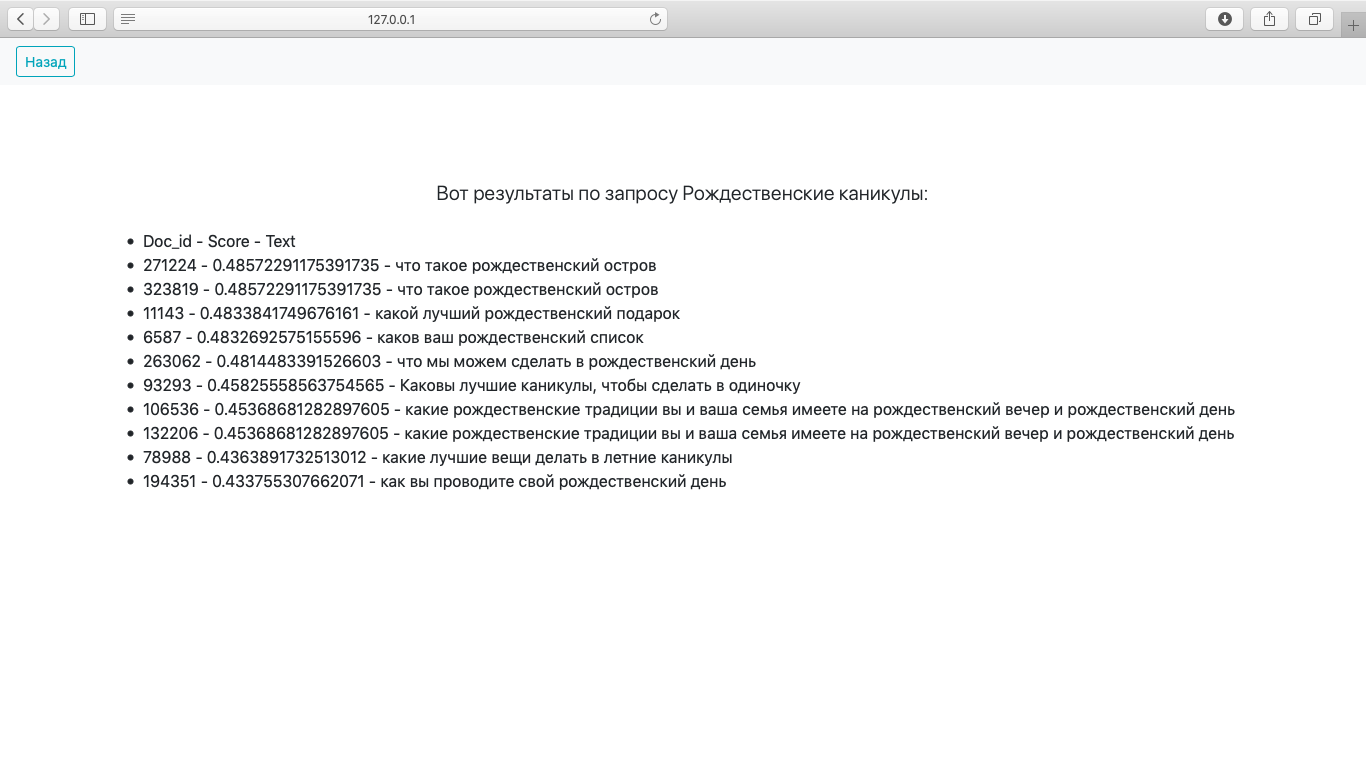 127.0.0.1
Назад
Вот результаты по запросу Рождественские каникулы:
Doc_id - Score - Text
271224 - 0.48572291175391735 - что такое рождественский остров
323819 - 0.48572291175391735 - что такое рождественский остров
11143 - 0.4833841749676161 - какой лучший рождественский подарок
6587 - 0.4832692575155596 - каков ваш рождественский список
263062 - 0.4814483391526603 - что мы можем сделать в рождественский день
93293 - 0.45825558563754565 - Каковы лучшие каникулы, чтобы сделать в одиночку
106536 - 0.45368681282897605 - какие рождественские традиции вы и ваша семья имеете на рождественский вечер и рождественский день
132206 - 0.45368681282897605 - какие рождественские традиции вы и ваша семья имеете на рождественский вечер и рождественский день
78988 - 0.4363891732513012 - какие лучшие вещи делать в летние каникулы
194351 - 0.433755307662071 - как вы проводите свой рождественский день